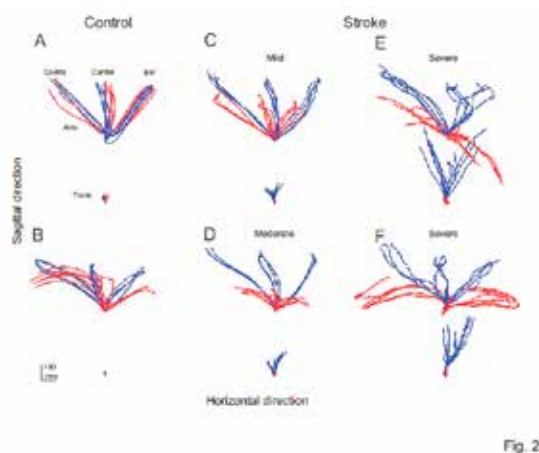 Control
Stroke
A
C
E
Mild
Severe
Contra
Center
Ipsi
Arm
Trunk
Sagittal direction
B
D
F
Moderate
Severe
Horizontal direction
Fig. 2